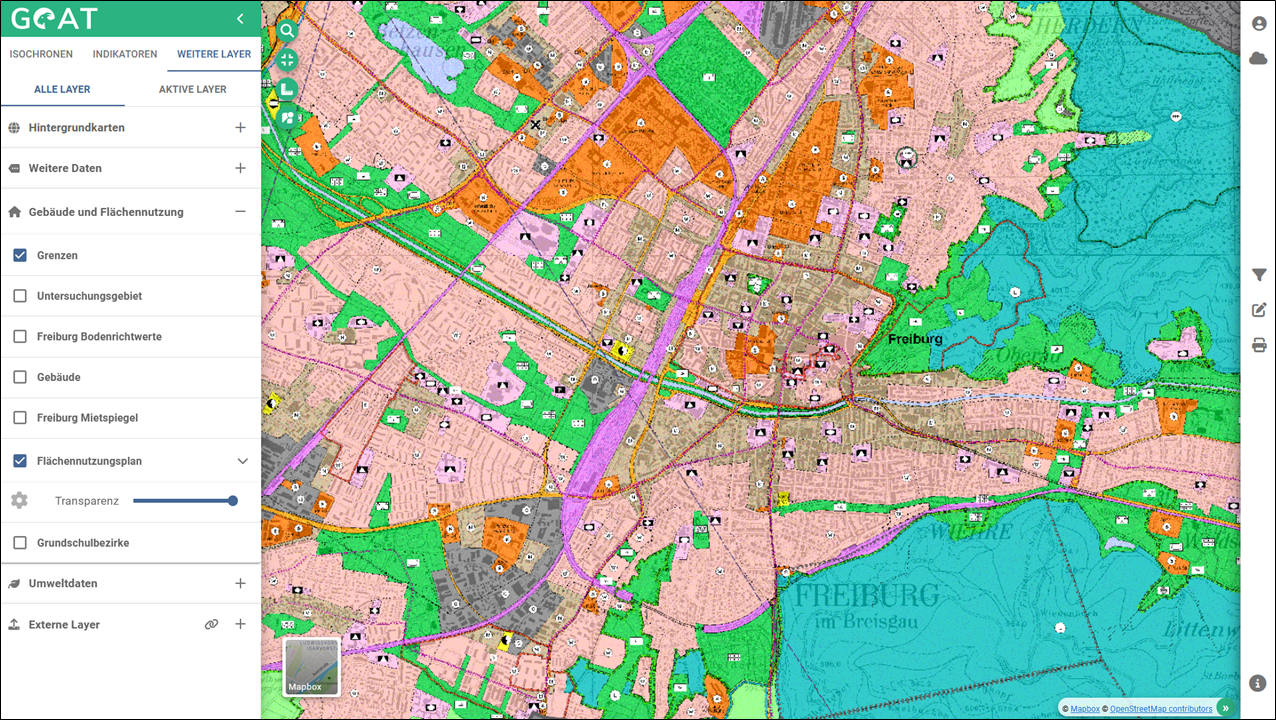 GOAT
ISOCHRONEN INDIKATOREN WEITERE LAYER
ALLE LAYER AKTIVE LAYER
Hintergrundkarten
Weitere Daten
Gebäude und Flächennutzung
Grenzen
Untersuchungsgebiet
Freiburg Bodenrichtwerte
Gebäude
Freiburg Mietspiegel
Flächennutzungsplan
Transparenz
Grundschulbezirke
Umweltdaten
Externe Layer
HERDERN
Freiburg
Oberau
WIEHRE
FREIBURG
im Breisgau
Littenw
Mapbox
© Mapbox © OpenStreetMap contributors